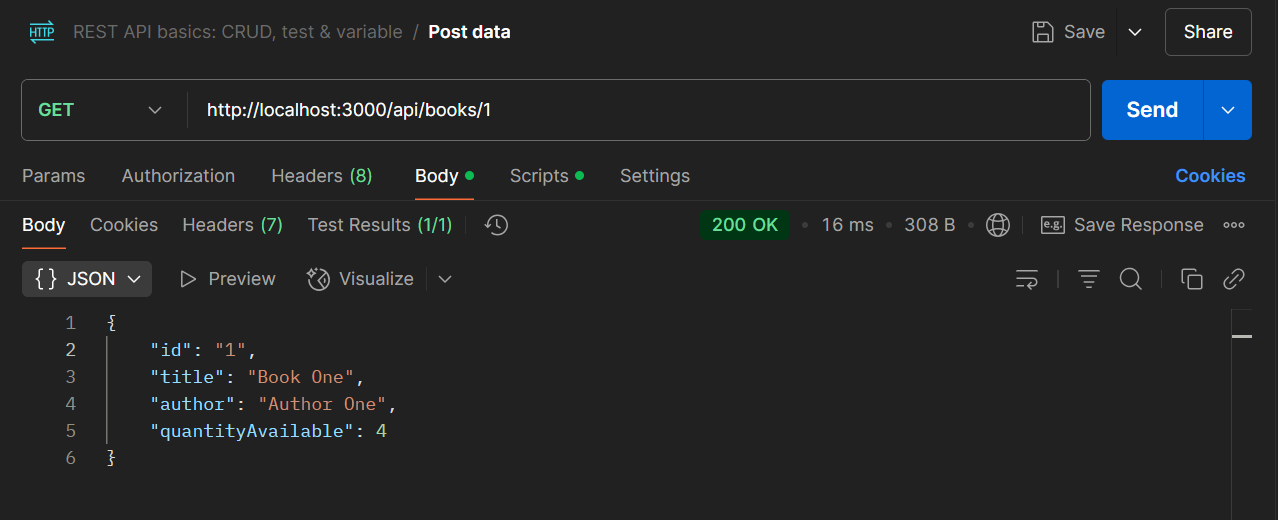 HTTP REST API basics: CRUD, test & variable / Post data Save Share
GET http://localhost:3000/api/books/1 Send
Params Authorization Headers (8) Body Scripts Settings Cookies
Body Cookies Headers (7) Test Results (1/1) 200 OK • 16 ms • 308 B • e.g. Save Response
{} JSON Preview Visualize
1 {
2 "id": "1",
3 "title": "Book One",
4 "author": "Author One",
5 "quantityAvailable": 4
6 }